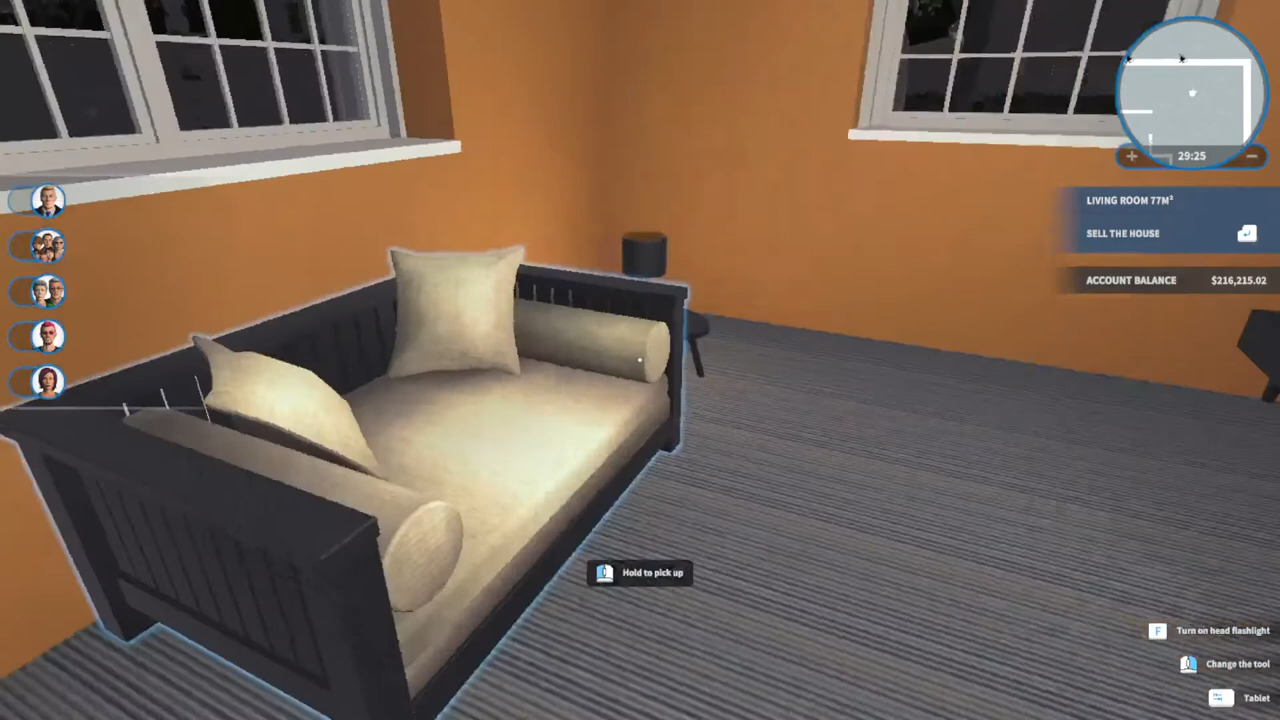 29:25
LIVING ROOM 77M²
SELL THE HOUSE
ACCOUNT BALANCE $216,215.02
Hold to pick up
F Turn on head flashlight
Change the tool
Tablet